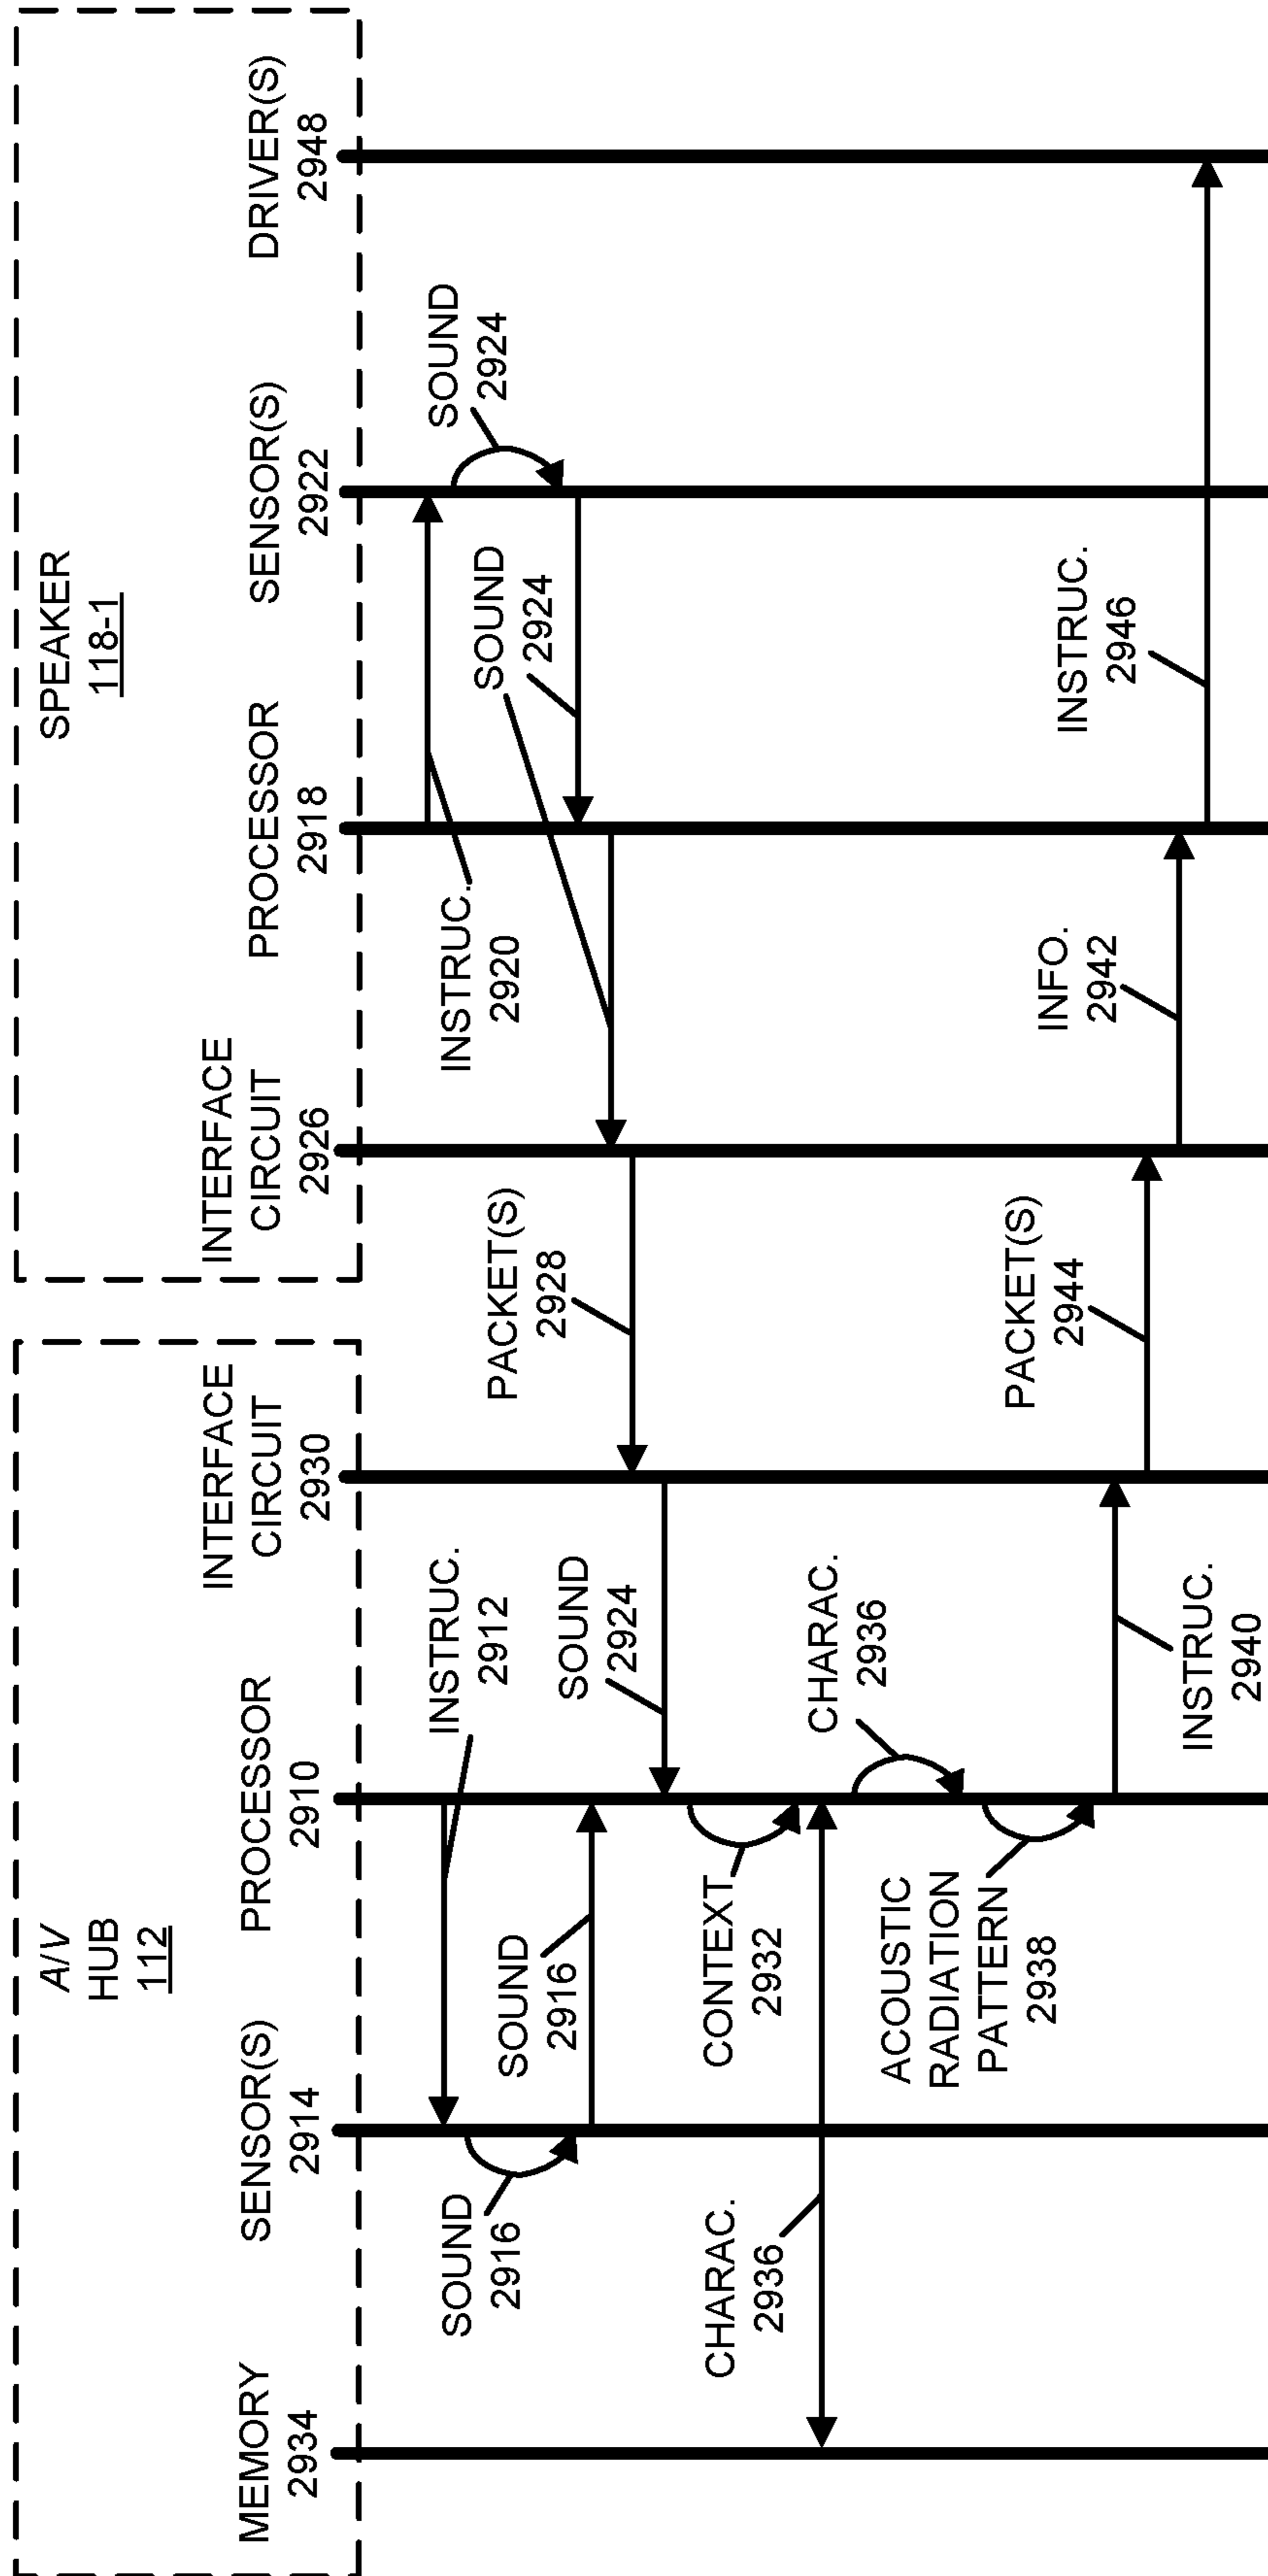 A/V
HUB
112
SPEAKER
118-1
MEMORY
2934
SENSOR(S)
2914
PROCESSOR
2910
INTERFACE
CIRCUIT
2930
INTERFACE
CIRCUIT
2926
PROCESSOR
2918
SENSOR(S)
2922
DRIVER(S)
2948
SOUND
2916
INSTRUC.
2912
SOUND
2916
INSTRUC.
2920
SOUND
2924
SOUND
2924
PACKET(S)
2928
SOUND
2924
CONTEXT
2932
CHARAC.
2936
CHARAC.
2936
ACOUSTIC
RADIATION
PATTERN
2938
INSTRUC.
2940
PACKET(S)
2944
INFO.
2942
INSTRUC.
2946